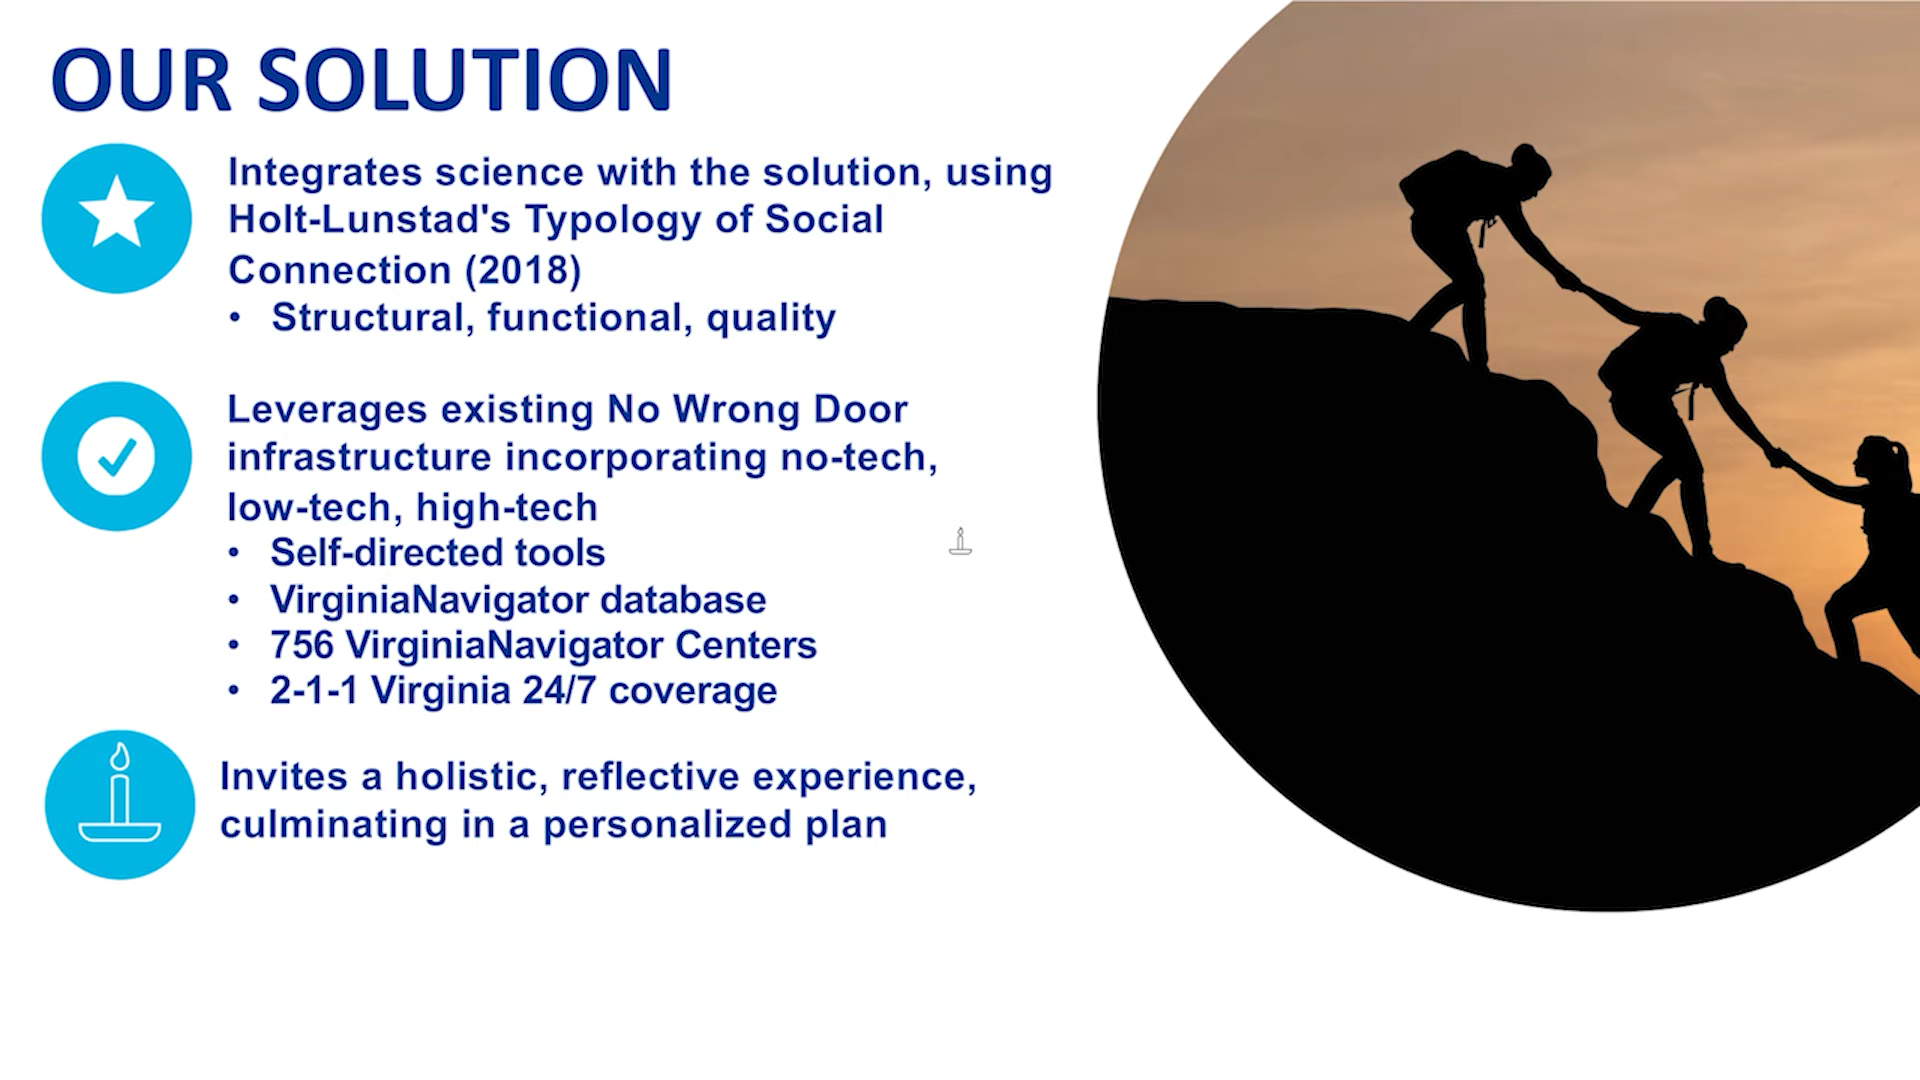 OUR SOLUTION
Integrates science with the solution, using
Holt-Lunstad's Typology of Social
Connection (2018)
• Structural, functional, quality
Leverages existing No Wrong Door
infrastructure incorporating no-tech,
low-tech, high-tech
• Self-directed tools
• VirginiaNavigator database
• 756 VirginiaNavigator Centers
• 2-1-1 Virginia 24/7 coverage
Invites a holistic, reflective experience,
culminating in a personalized plan